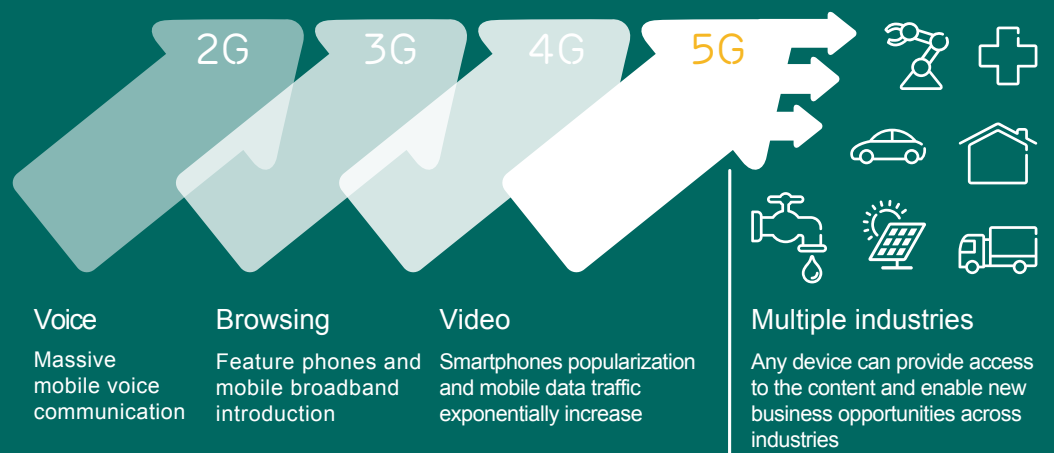 2G
3G
4G
5G
Voice
Massive
mobile voice
communication
Browsing
Feature phones and
mobile broadband
introduction
Video
Smartphones popularization
and mobile data traffic
exponentially increase
Multiple industries
Any device can provide access
to the content and enable new
business opportunities across
industries